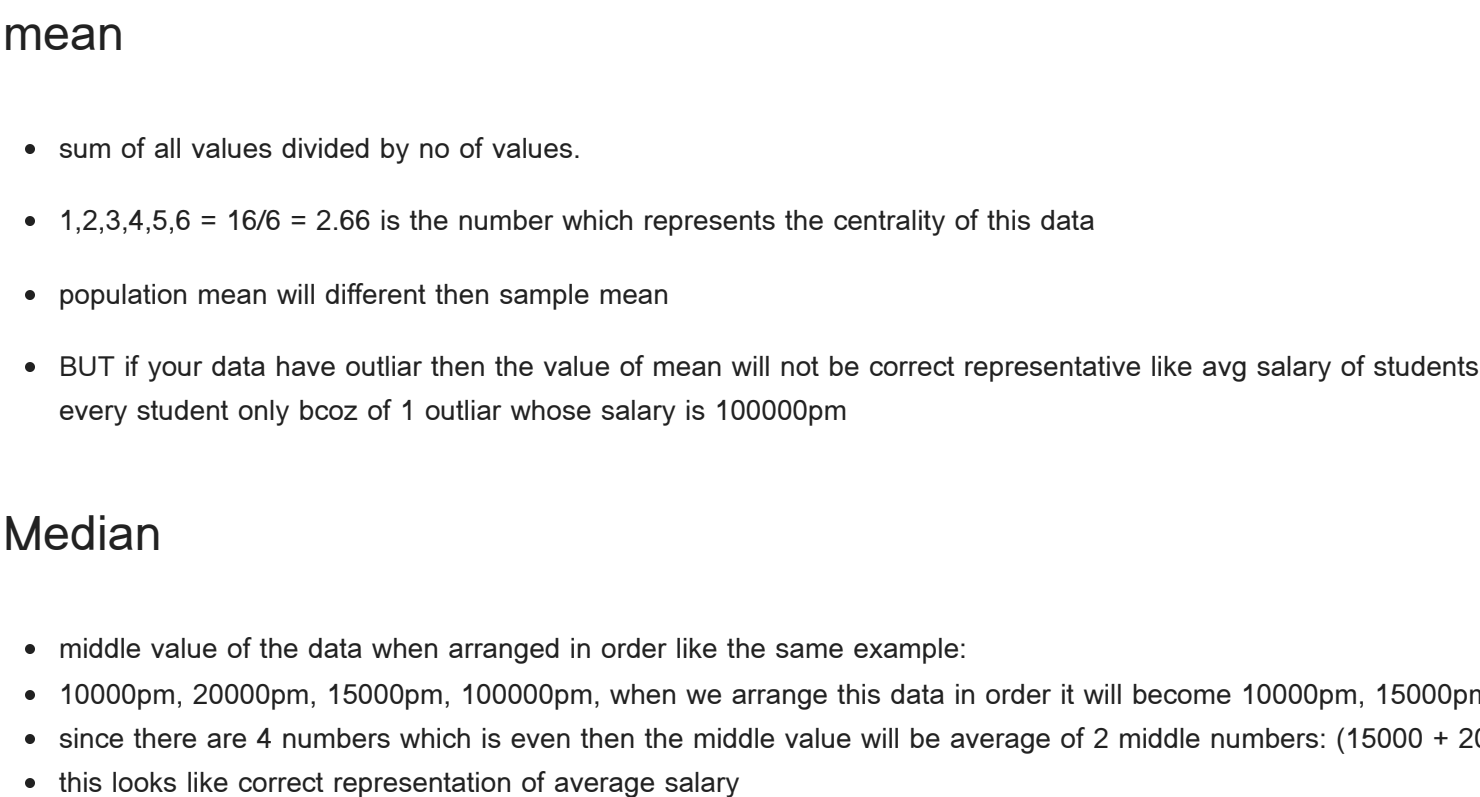 mean
• sum of all values divided by no of values.
• 1,2,3,4,5,6 = 16/6 = 2.66 is the number which represents the centrality of this data
• population mean will different then sample mean
• BUT if your data have outliar then the value of mean will not be correct representative like avg salary of students
every student only bcoz of 1 outliar whose salary is 100000pm
Median
• middle value of the data when arranged in order like the same example:
• 10000pm, 20000pm, 15000pm, 100000pm, when we arrange this data in order it will become 10000pm, 15000pm
• since there are 4 numbers which is even then the middle value will be average of 2 middle numbers: (15000 + 20
• this looks like correct representation of average salary